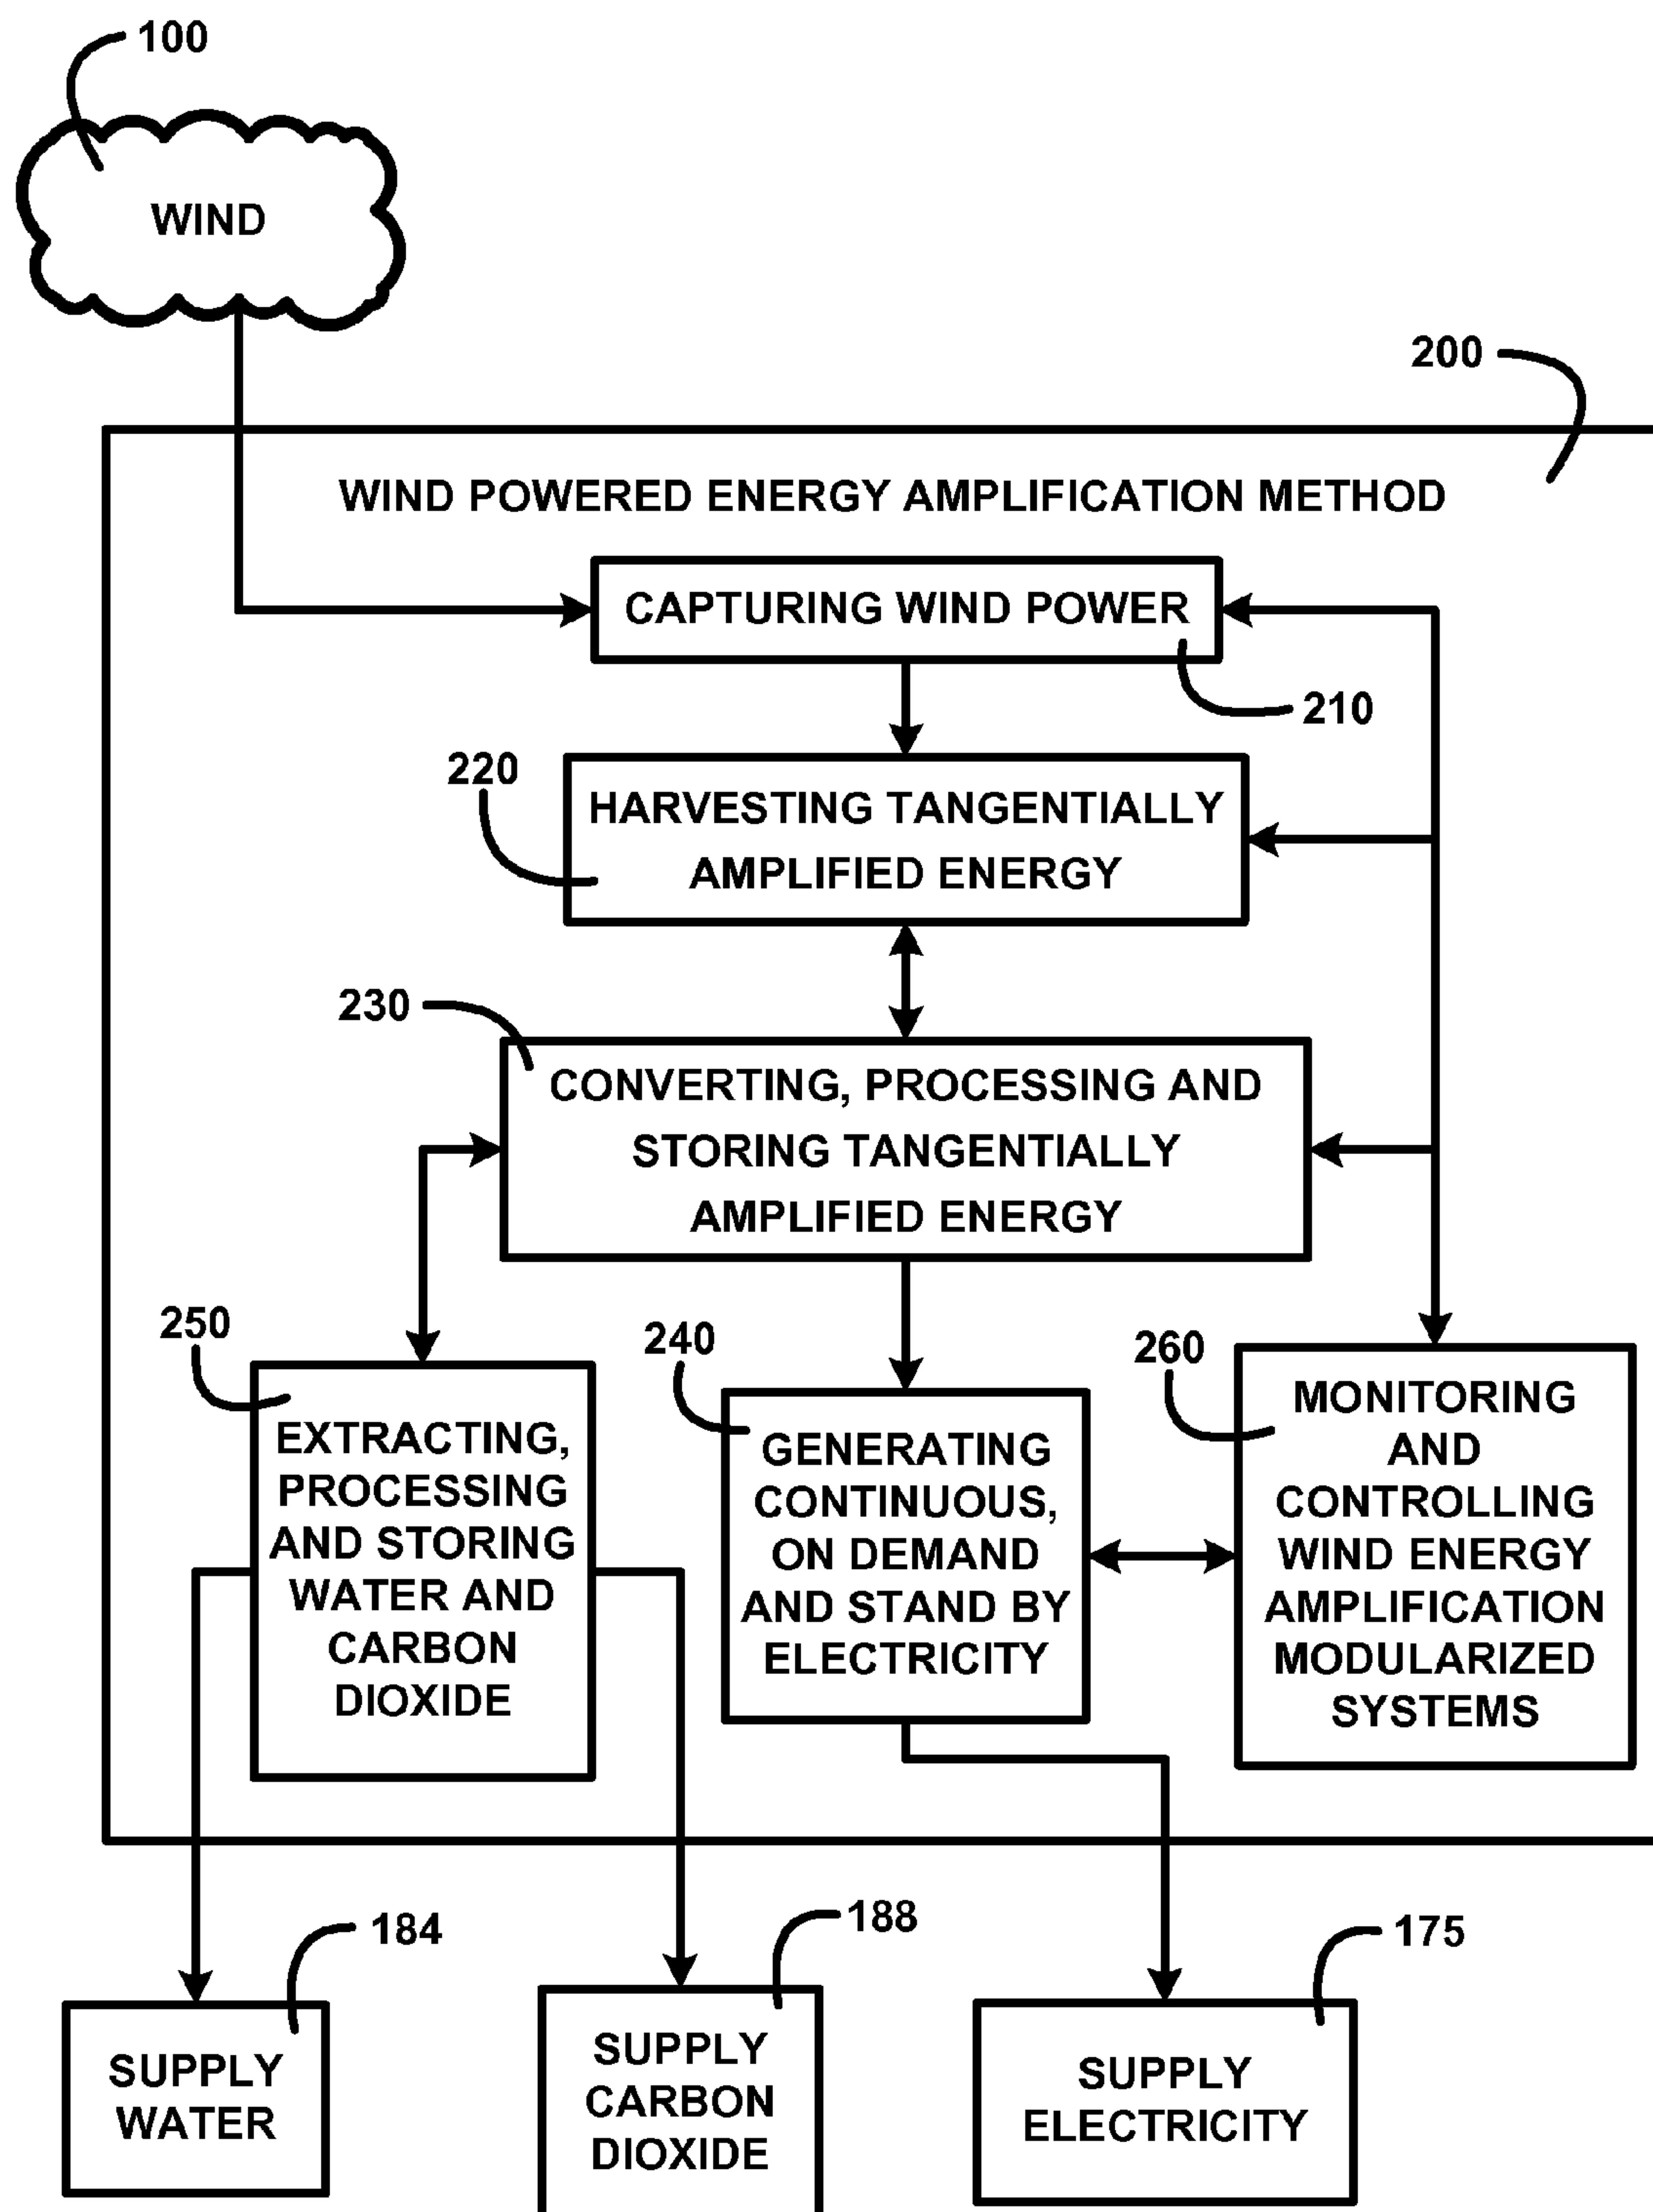 100
WIND
200
WIND POWERED ENERGY AMPLIFICATION METHOD
CAPTURING WIND POWER
210
220
HARVESTING TANGENTIALLY
AMPLIFIED ENERGY
230
CONVERTING, PROCESSING AND
STORING TANGENTIALLY
AMPLIFIED ENERGY
250
EXTRACTING,
PROCESSING
AND STORING
WATER AND
CARBON
DIOXIDE
240
GENERATING
CONTINUOUS,
ON DEMAND
AND STAND BY
ELECTRICITY
260
MONITORING
AND
CONTROLLING
WIND ENERGY
AMPLIFICATION
MODULARIZED
SYSTEMS
184
SUPPLY
WATER
188
SUPPLY
CARBON
DIOXIDE
175
SUPPLY
ELECTRICITY